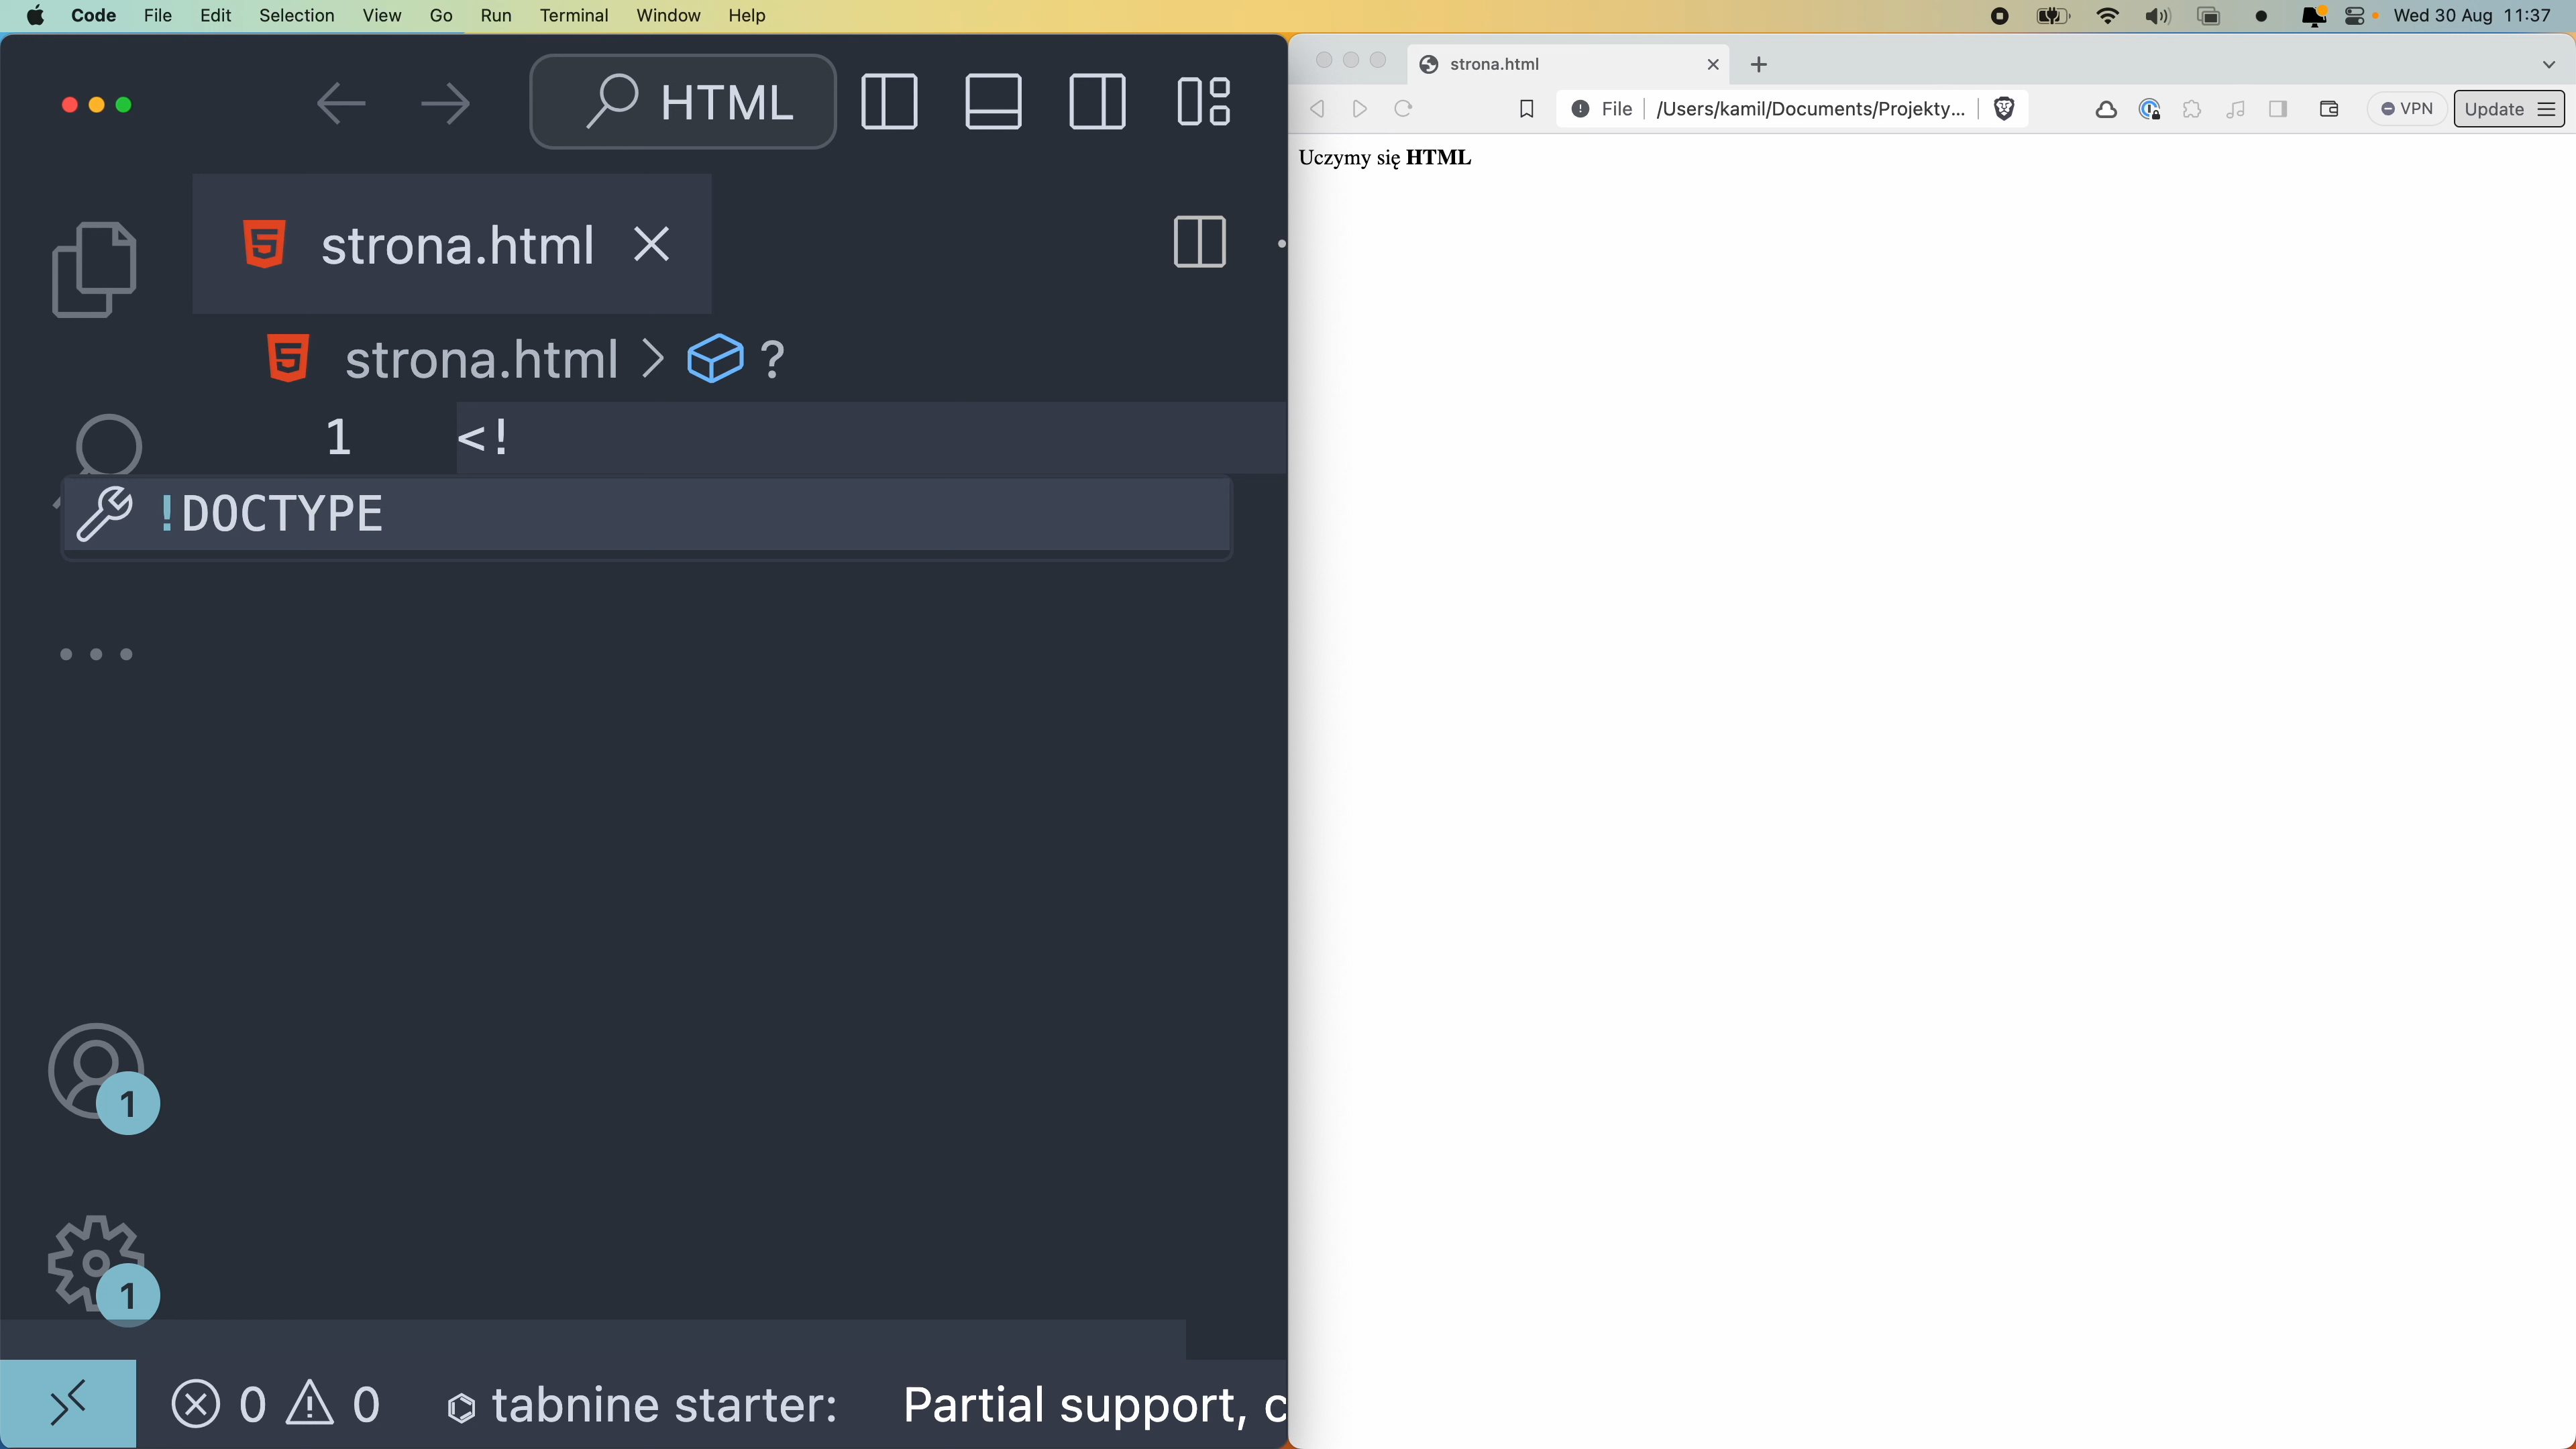 Code File Edit Selection View Go Run Terminal Window Help
Wed 30 Aug 11:37
HTML
strona.html
strona.html > ?
1 <!
!DOCTYPE
1
1
0 0 tabnine starter: Partial support, c
strona.html
File /Users/kamil/Documents/Projekty... VPN Update
Uczymy się HTML